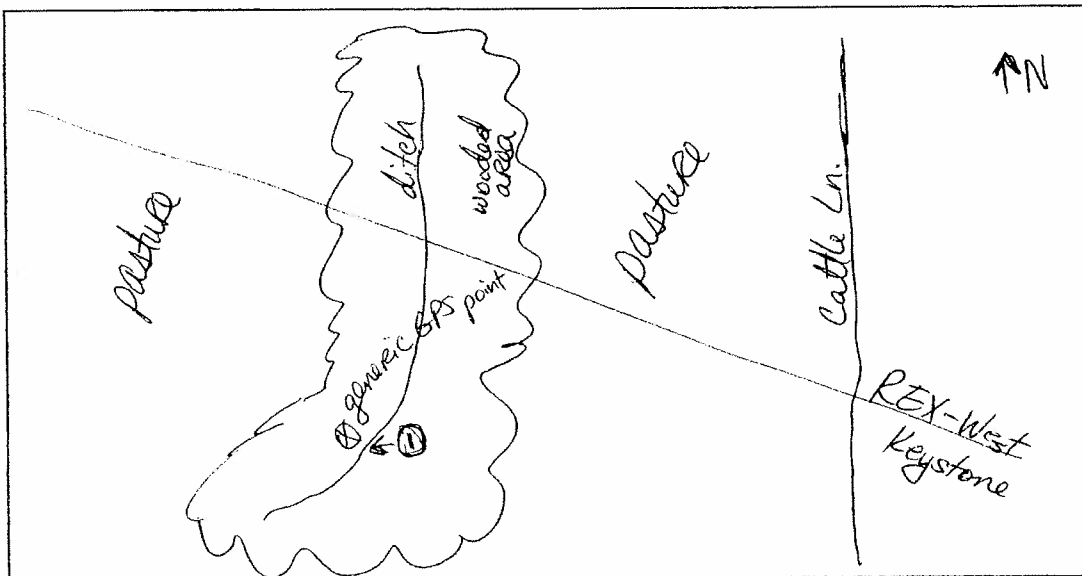 ↑N
ditch
wooded
area
pasture
pasture
Cattle Ln.
generic GPS point
1
REX-West
Keystone